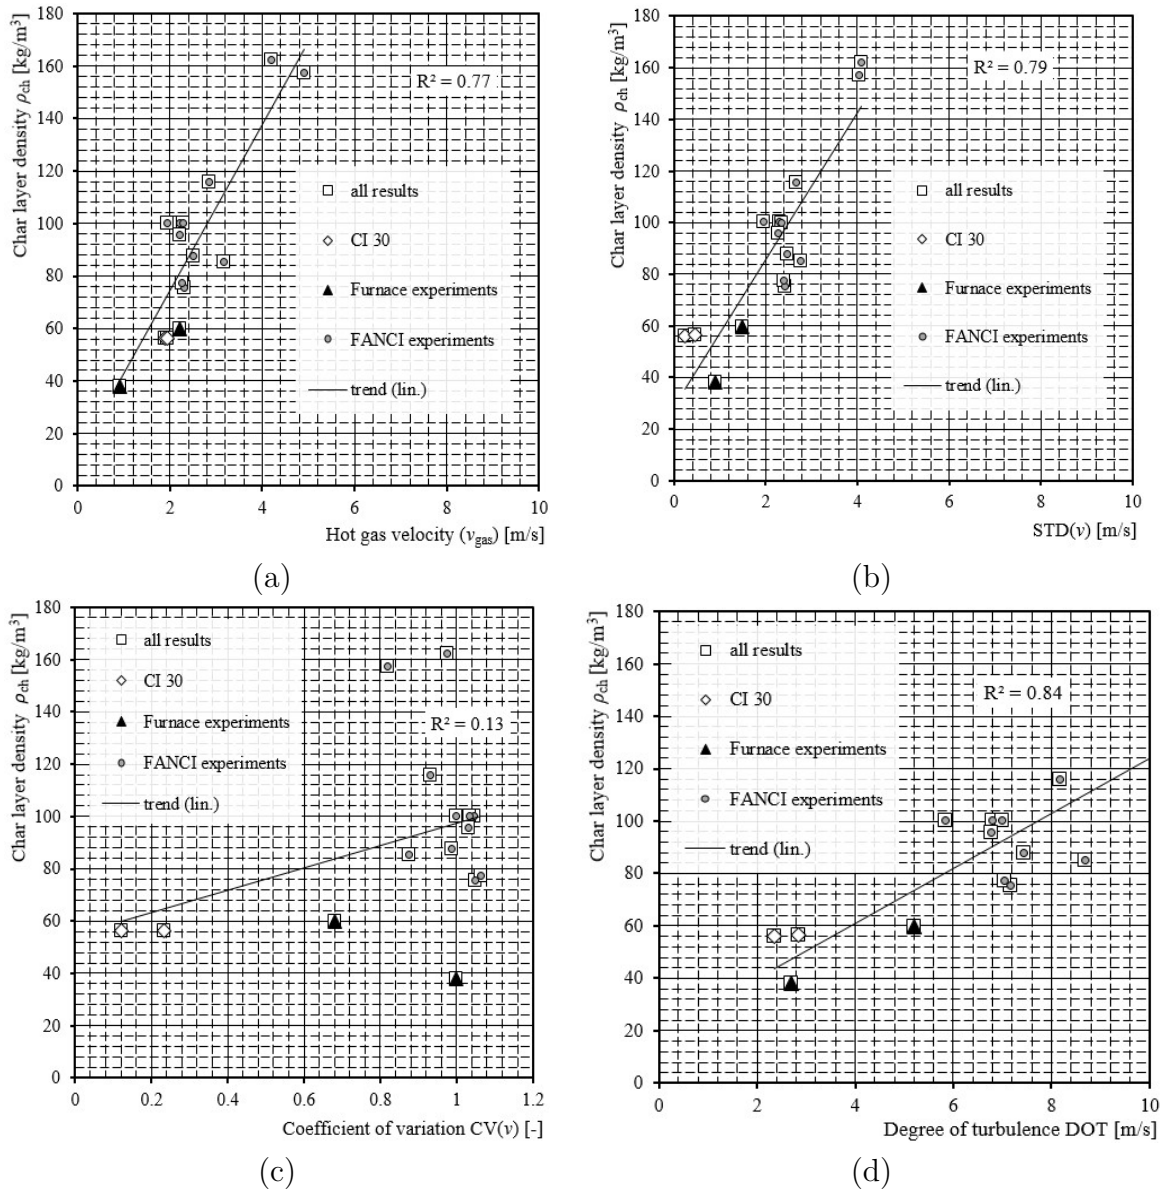 Char layer density ρch [kg/m³]
180
160
140
120
100
80
60
40
20
0
R² = 0.77
all results
CI 30
Furnace experiments
FANCI experiments
trend (lin.)
0 2 4 6 8 10
Hot gas velocity (vgas) [m/s]
(a)
Char layer density ρch [kg/m³]
180
160
140
120
100
80
60
40
20
0
R² = 0.79
all results
CI 30
Furnace experiments
FANCI experiments
trend (lin.)
0 2 4 6 8 10
STD(v) [m/s]
(b)
Char layer density ρch [kg/m³]
180
160
140
120
100
80
60
40
20
0
all results
CI 30
Furnace experiments
FANCI experiments
trend (lin.)
R² = 0.13
0 0.2 0.4 0.6 0.8 1 1.2
Coefficient of variation CV(v) [-]
(c)
Char layer density ρch [kg/m³]
180
160
140
120
100
80
60
40
20
0
all results
CI 30
Furnace experiments
FANCI experiments
trend (lin.)
R² = 0.84
0 2 4 6 8 10
Degree of turbulence DOT [m/s]
(d)